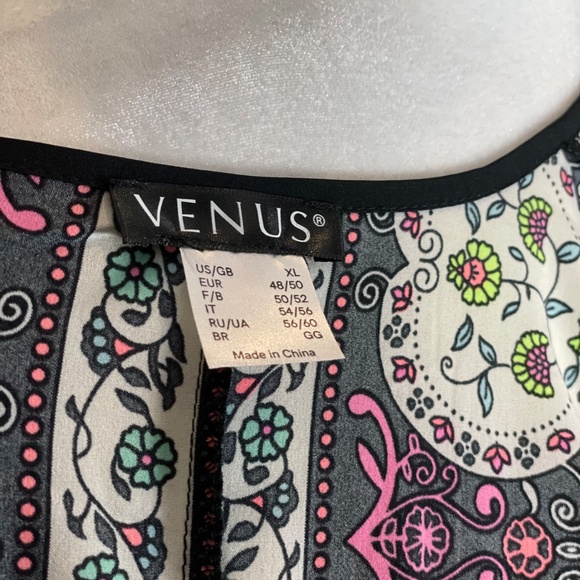 VENUS®
US/GB XL
EUR 48/50
F/B 50/52
IT 54/56
RU/UA 56/60
BR GG
Made in China